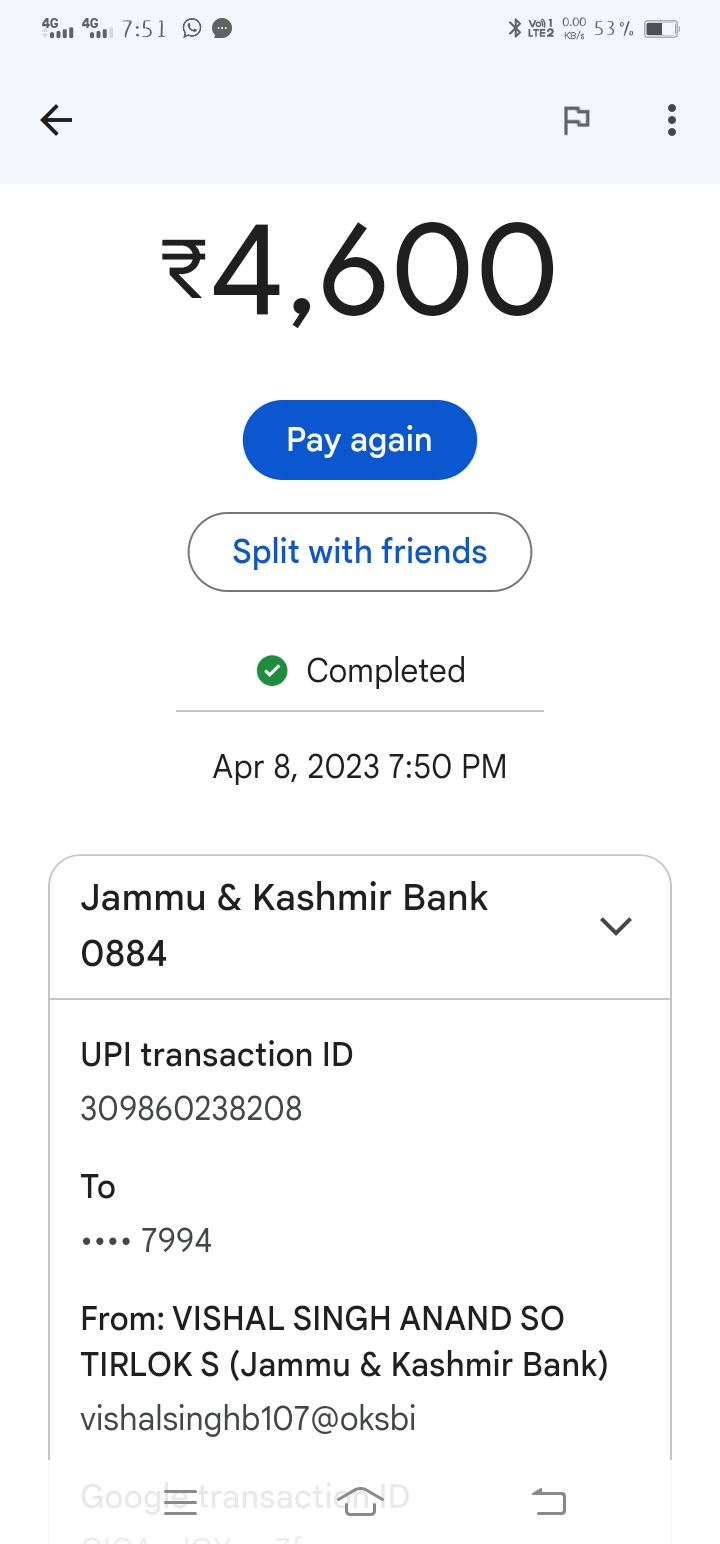 4G 4G 7:51 Vo) 1 LTE2 0.00 KB/s 53%
₹4,600
Pay again
Split with friends
Completed
Apr 8, 2023 7:50 PM
Jammu & Kashmir Bank
0884
UPI transaction ID
309860238208
To
•••• 7994
From: VISHAL SINGH ANAND SO
TIRLOK S (Jammu & Kashmir Bank)
vishalsinghb107@oksbi
Google transaction ID